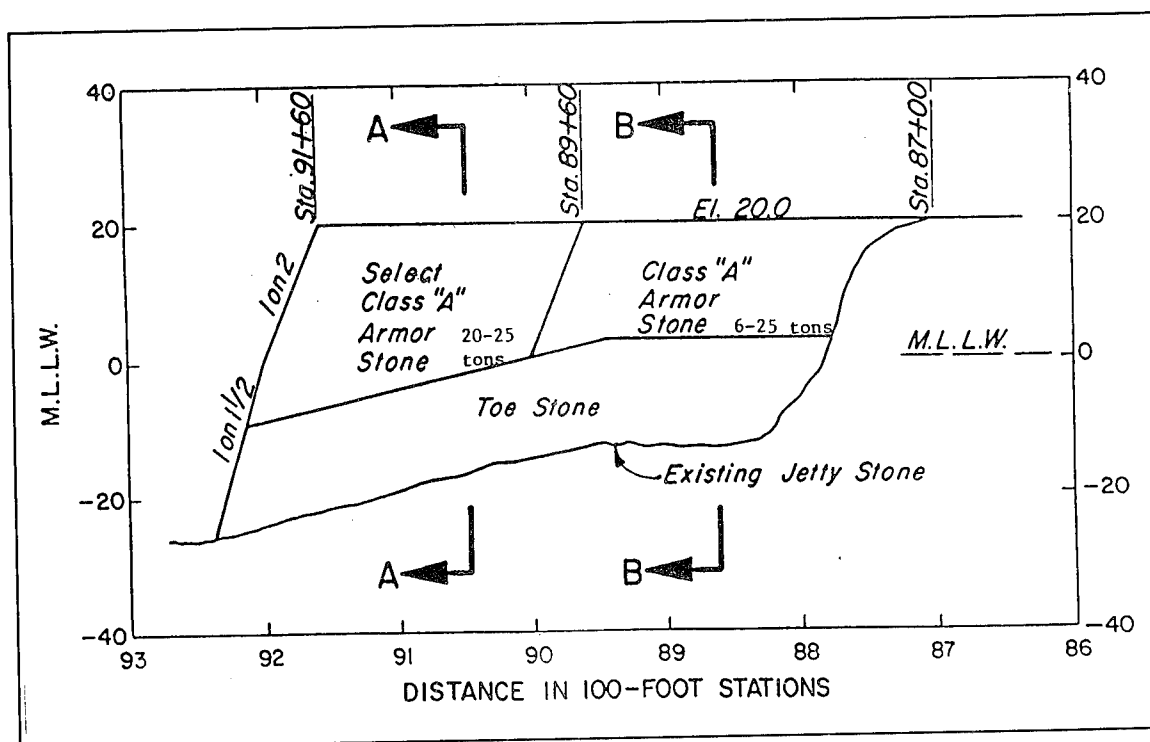 40
Sta. 91+60
A
Sta. 89+60
B
Sta. 87+00
40
El. 20.0
20
20
1 on 2
Select
Class "A"
Armor 20-25
Stone tons
Class "A"
Armor
Stone 6-25 tons
M.L.L.W.
M.L.L.W.
0
0
1 on 1 1/2
Toe Stone
Existing Jetty Stone
-20
-20
A
B
-40
-40
93
92
91
90
89
88
87
86
DISTANCE IN 100-FOOT STATIONS